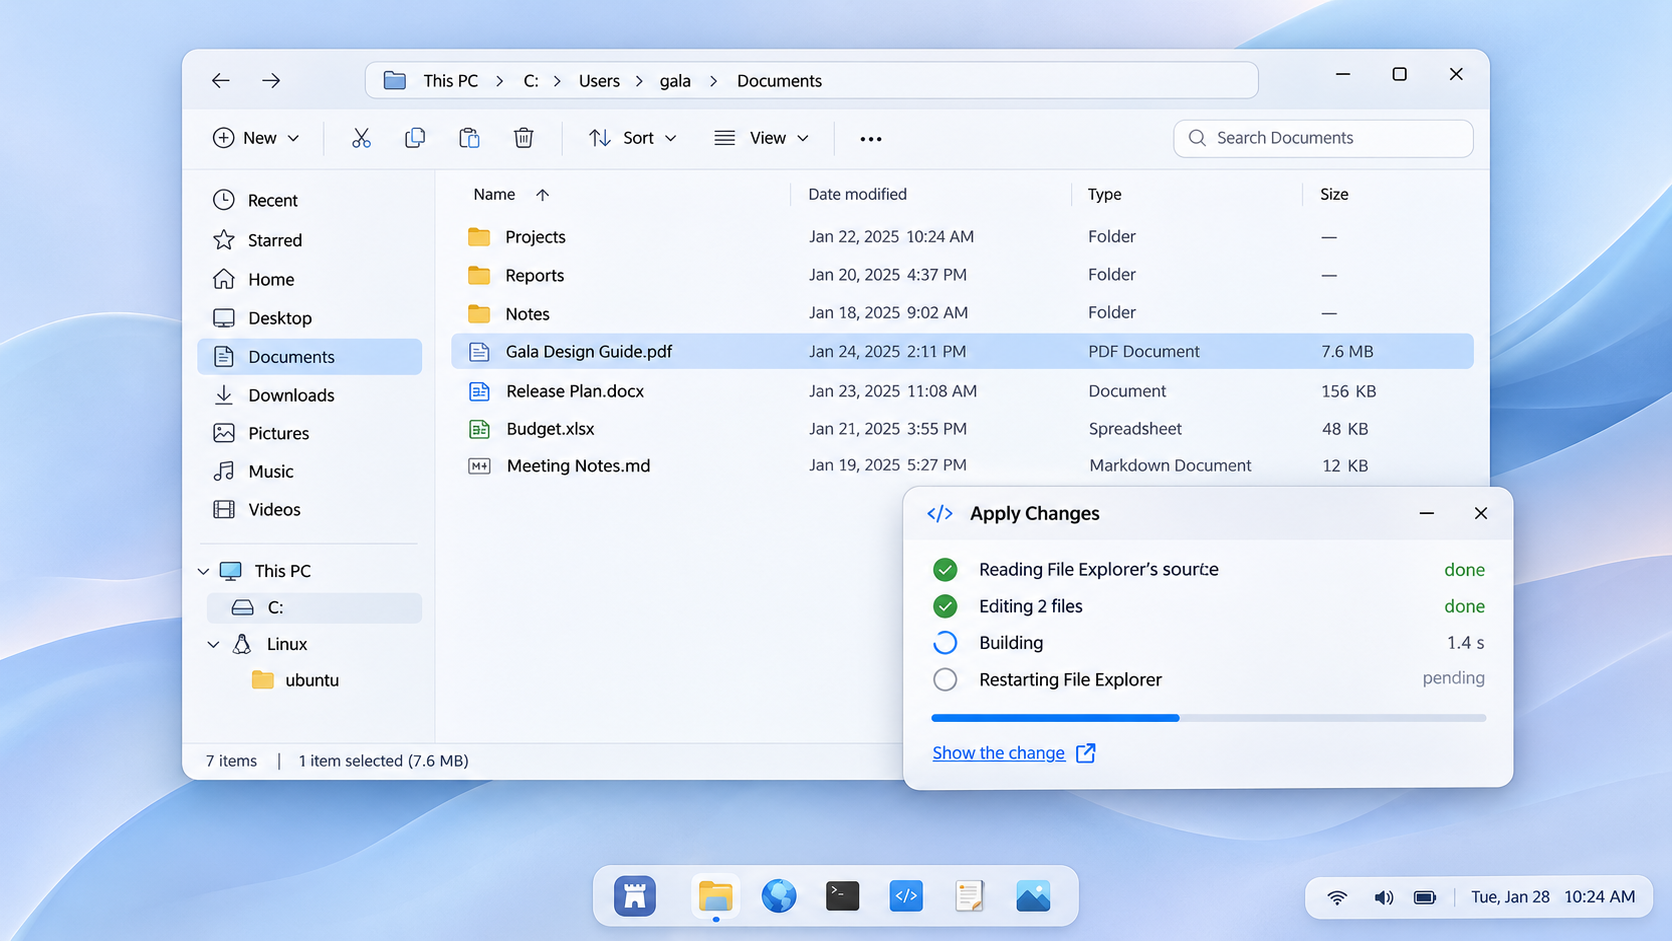 This PC > C: > Users > gala > Documents
New Sort View Search Documents
Recent
Starred
Home
Desktop
Documents
Downloads
Pictures
Music
Videos
This PC
C:
Linux
ubuntu
Name Date modified Type Size
Projects Jan 22, 2025 10:24 AM Folder —
Reports Jan 20, 2025 4:37 PM Folder —
Notes Jan 18, 2025 9:02 AM Folder —
Gala Design Guide.pdf Jan 24, 2025 2:11 PM PDF Document 7.6 MB
Release Plan.docx Jan 23, 2025 11:08 AM Document 156 KB
Budget.xlsx Jan 21, 2025 3:55 PM Spreadsheet 48 KB
M+ Meeting Notes.md Jan 19, 2025 5:27 PM Markdown Document 12 KB
7 items | 1 item selected (7.6 MB)
</> Apply Changes
Reading File Explorer's source done
Editing 2 files done
Building 1.4 s
Restarting File Explorer pending
Show the change
>_ </> Tue, Jan 28 10:24 AM